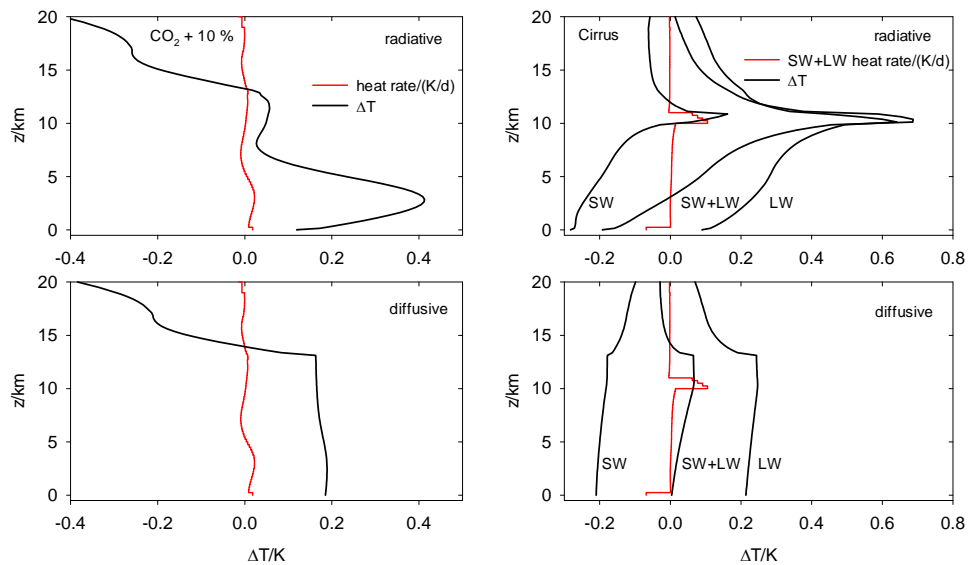 CO₂ + 10 %
radiative
heat rate/(K/d)
ΔT
z/km
20
15
10
5
0
-0.4
-0.2
0.0
0.2
0.4
Cirrus
radiative
SW+LW heat rate/(K/d)
ΔT
SW
SW+LW
LW
z/km
20
15
10
5
0
-0.2
0.0
0.2
0.4
0.6
0.8
diffusive
z/km
20
15
10
5
0
-0.4
-0.2
0.0
0.2
0.4
ΔT/K
diffusive
SW
SW+LW
LW
z/km
20
15
10
5
0
-0.2
0.0
0.2
0.4
0.6
0.8
ΔT/K